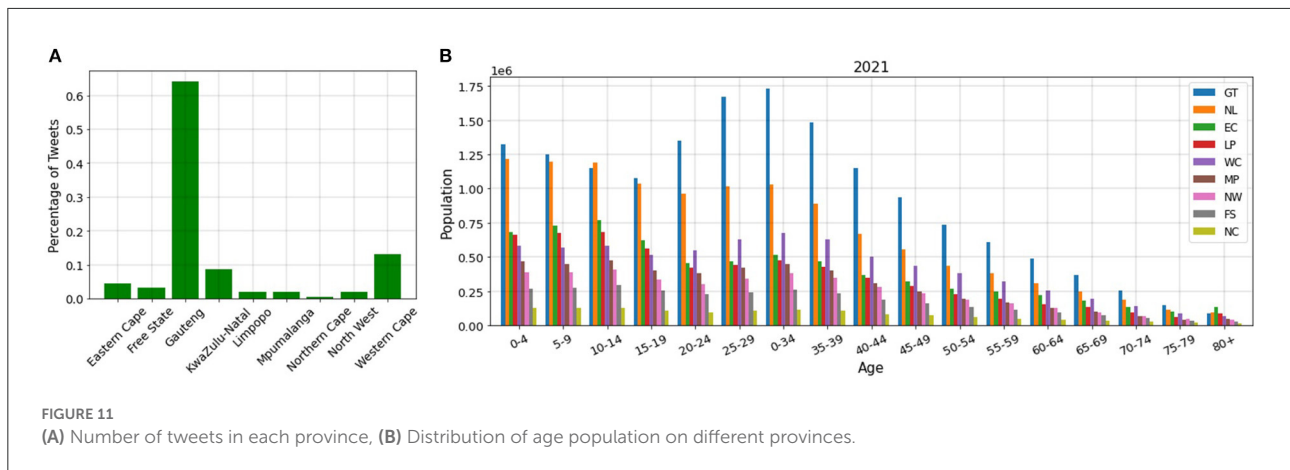 A
Percentage of Tweets
0.6
0.5
0.4
0.3
0.2
0.1
0.0
Eastern Cape
Free State
Gauteng
KwaZulu-Natal
Limpopo
Mpumalanga
Northern Cape
North West
Western Cape
B
2021
1e6
Population
1.75
1.50
1.25
1.00
0.75
0.50
0.25
0.00
0-4
5-9
10-14
15-19
20-24
25-29
0-34
35-39
40-44
45-49
50-54
55-59
60-64
65-69
70-74
75-79
80+
Age
GT
NL
EC
LP
WC
MP
NW
FS
NC
FIGURE 11
(A) Number of tweets in each province, (B) Distribution of age population on different provinces.